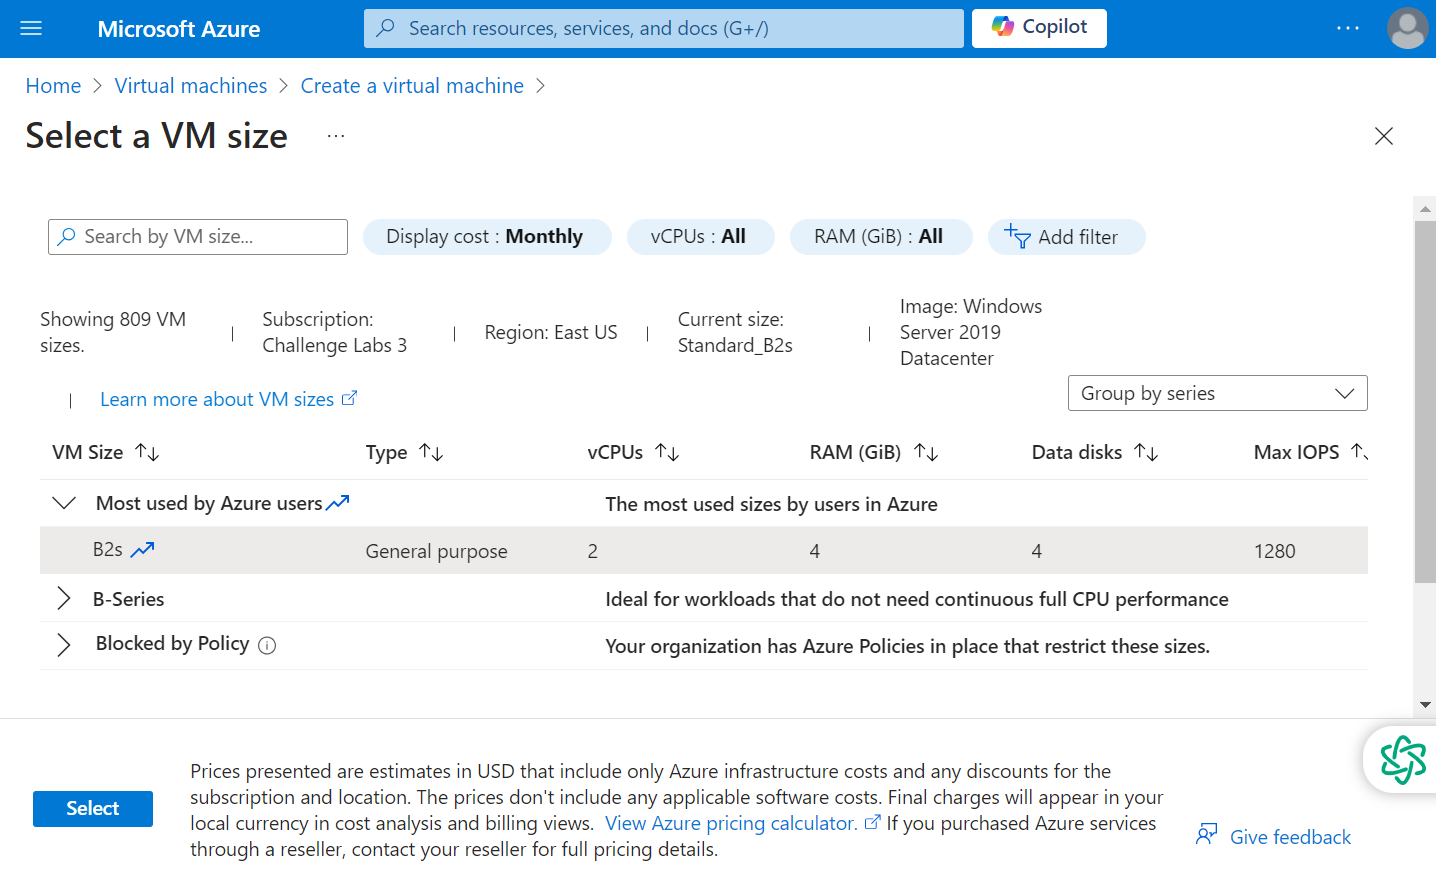 Microsoft Azure
Search resources, services, and docs (G+/)
Copilot
Home > Virtual machines > Create a virtual machine >
Select a VM size ...
Search by VM size...
Display cost : Monthly
vCPUs : All
RAM (GiB) : All
Add filter
Showing 809 VM
sizes.
Subscription:
Challenge Labs 3
Region: East US
Current size:
Standard_B2s
Image: Windows
Server 2019
Datacenter
Learn more about VM sizes
Group by series
VM Size Type vCPUs RAM (GiB) Data disks Max IOPS
Most used by Azure users The most used sizes by users in Azure
B2s General purpose 2 4 4 1280
B-Series Ideal for workloads that do not need continuous full CPU performance
Blocked by Policy Your organization has Azure Policies in place that restrict these sizes.
Select
Prices presented are estimates in USD that include only Azure infrastructure costs and any discounts for the
subscription and location. The prices don't include any applicable software costs. Final charges will appear in your
local currency in cost analysis and billing views. View Azure pricing calculator. If you purchased Azure services
through a reseller, contact your reseller for full pricing details.
Give feedback